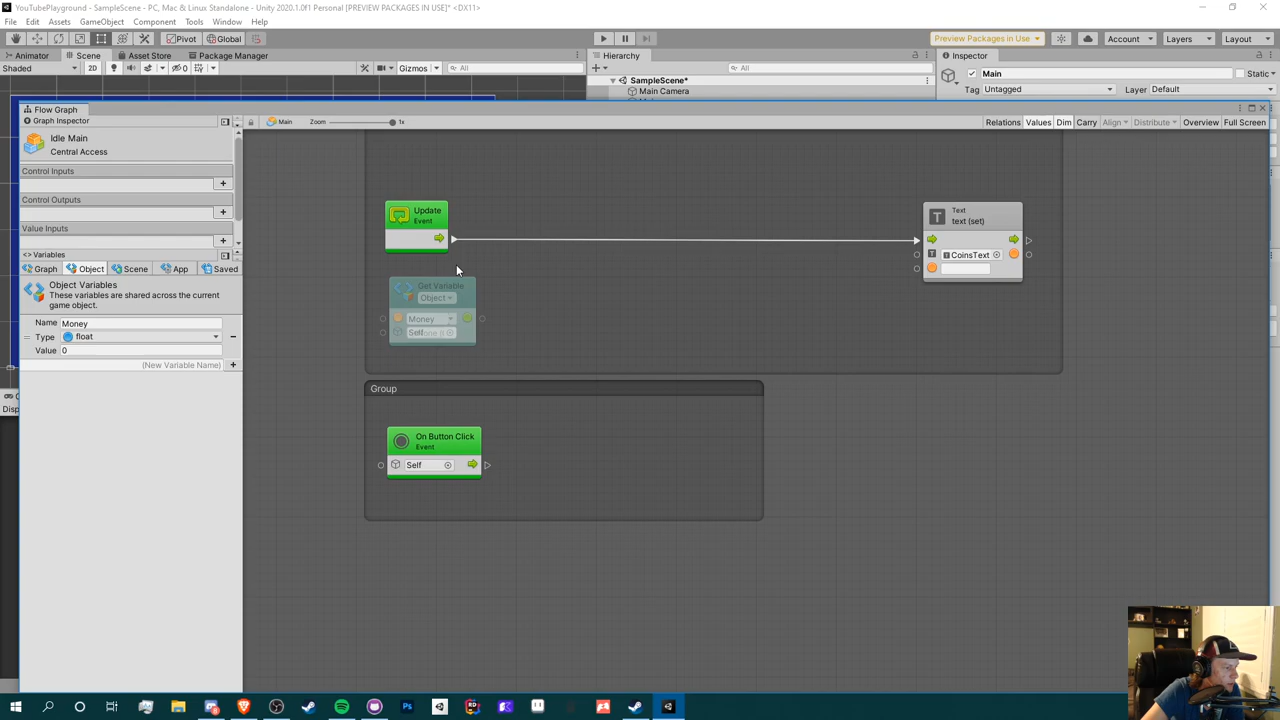 YouTubePlayground - SampleScene - PC, Mac & Linux Standalone - Unity 2020.1.0f1 Personal [PREVIEW PACKAGES IN USE]* <DX11>
File Edit Assets GameObject Component Tools Window Help
Pivot Global Preview Packages in Use Account Layers Layout
Animator Scene Asset Store Package Manager Hierarchy Inspector
Shaded 2D 0 Gizmos All All
SampleScene*
Main Camera
Main Static
Tag Untagged Layer Default
Flow Graph
Graph Inspector Main Zoom 1x Relations Values Dim Carry Align Distribute Overview Full Screen
Idle Main
Central Access
Control Inputs
Control Outputs
Value Inputs
Variables
Graph Object Scene App Saved
Object Variables
These variables are shared across the current
game object.
Name Money
Type float
Value 0
(New Variable Name)
Update
Event
Text
text (set)
CoinsText
Get Variable
Object
Money
Self
Group
On Button Click
Event
Self
Disp